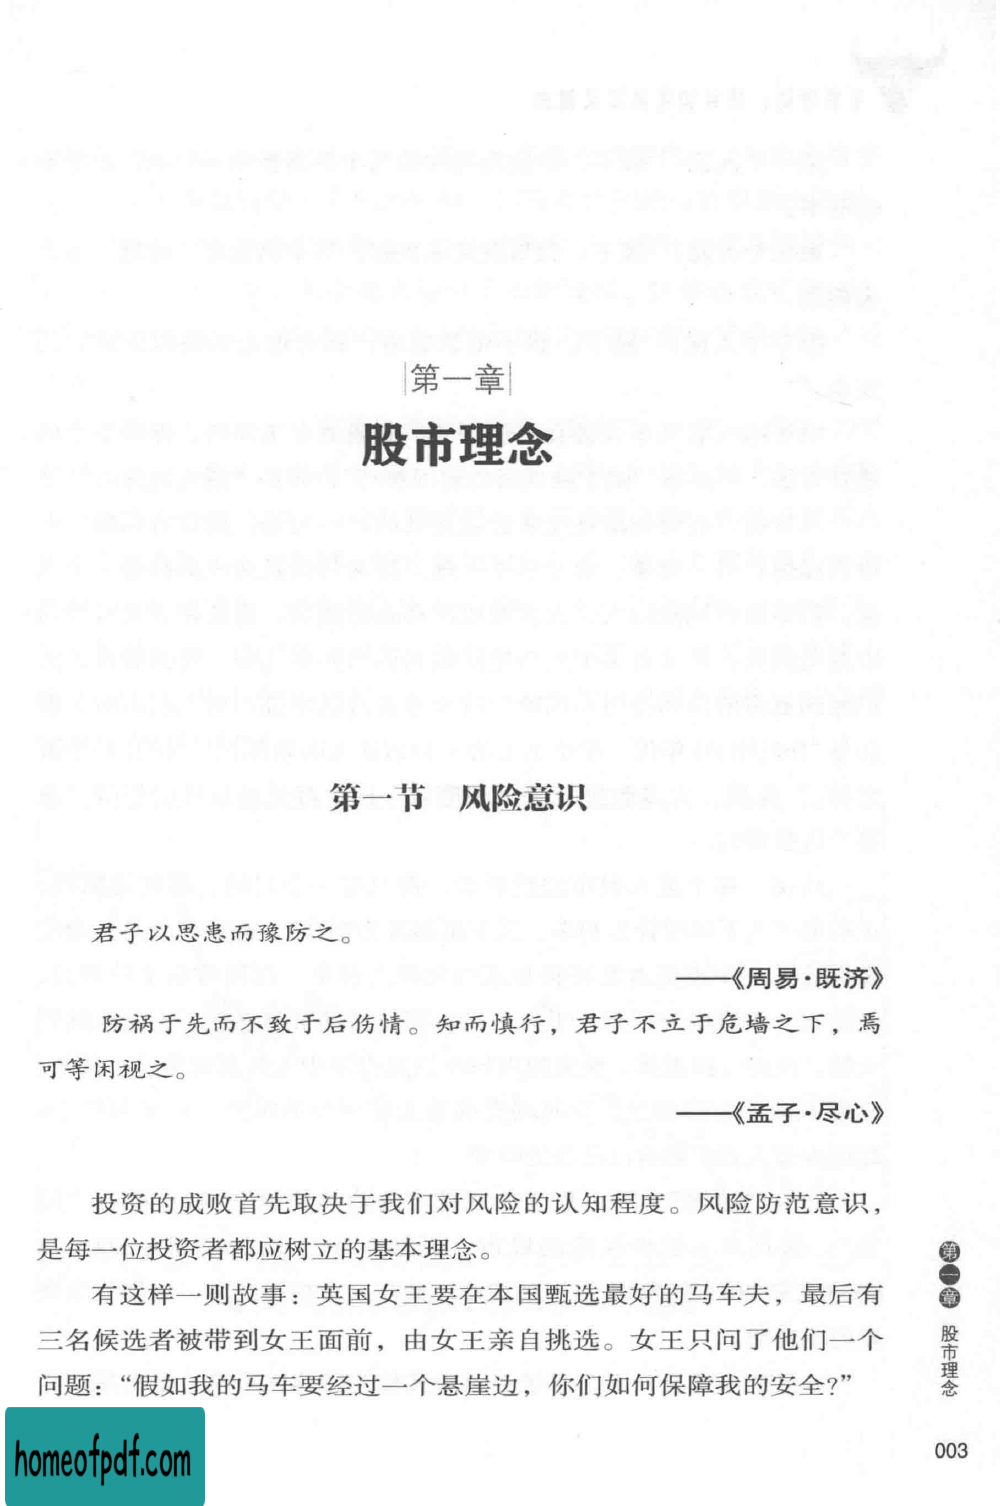 第一章
股市理念
第一节 风险意识
君子以思患而豫防之。
——《周易·既济》
防祸于先而不致于后伤情。知而慎行，君子不立于危墙之下，焉
可等闲视之。
——《孟子·尽心》
投资的成败首先取决于我们对风险的认知程度。风险防范意识，
是每一位投资者都应树立的基本理念。
有这样一则故事：英国女王要在本国甄选最好的马车夫，最后有
三名候选者被带到女王面前，由女王亲自挑选。女王只问了他们一个
问题：“假如我的马车要经过一个悬崖边，你们如何保障我的安全?”
第一章 股市理念
003
homeofpdf.com